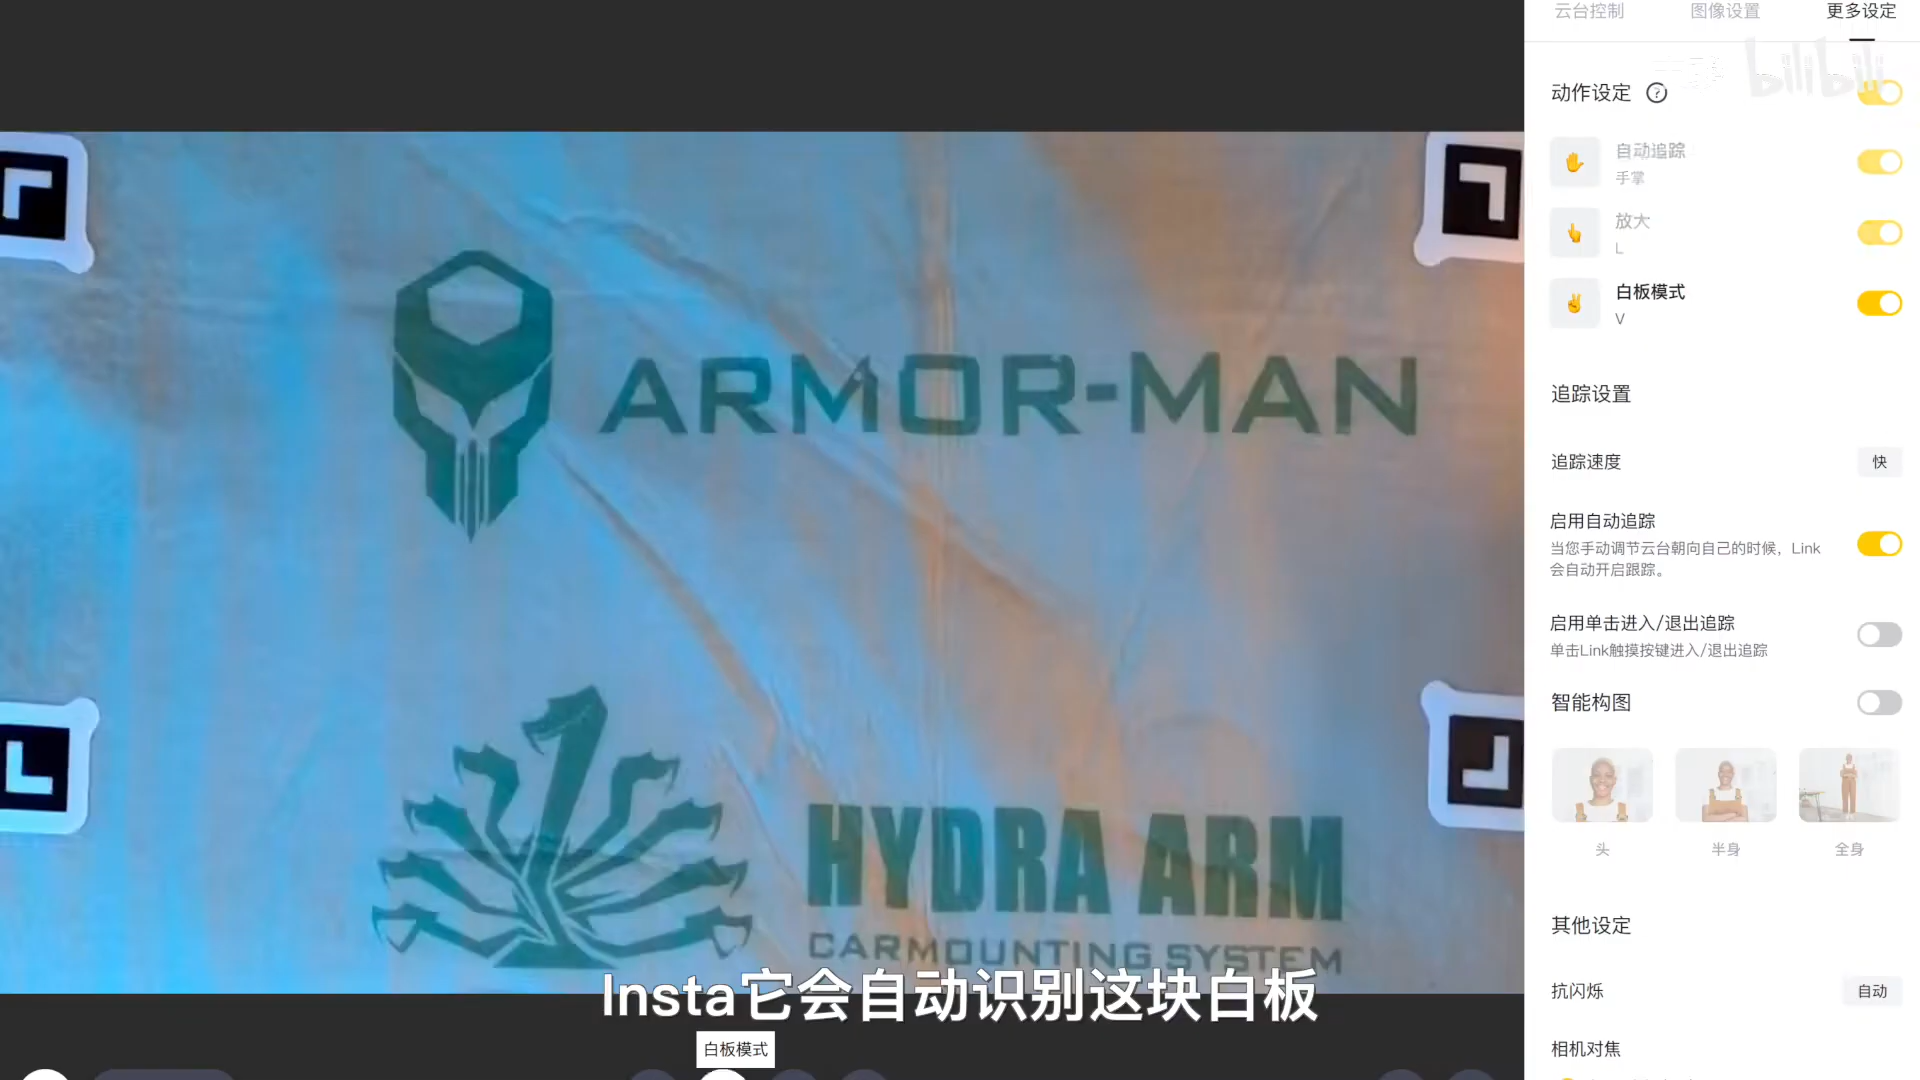 云台控制
图像设置
更多设定
bilibili
动作设定
自动追踪
手掌
放大
L
白板模式
V
追踪设置
追踪速度
快
启用自动追踪
当您手动调节云台朝向自己的时候，Link
会自动开启跟踪。
启用单击进入/退出追踪
单击Link触摸按键进入/退出追踪
智能构图
头
半身
全身
其他设定
抗闪烁
自动
相机对焦
ARMOR-MAN
HYDRA ARM
CARMOUNTING SYSTEM
Insta它会自动识别这块白板
白板模式